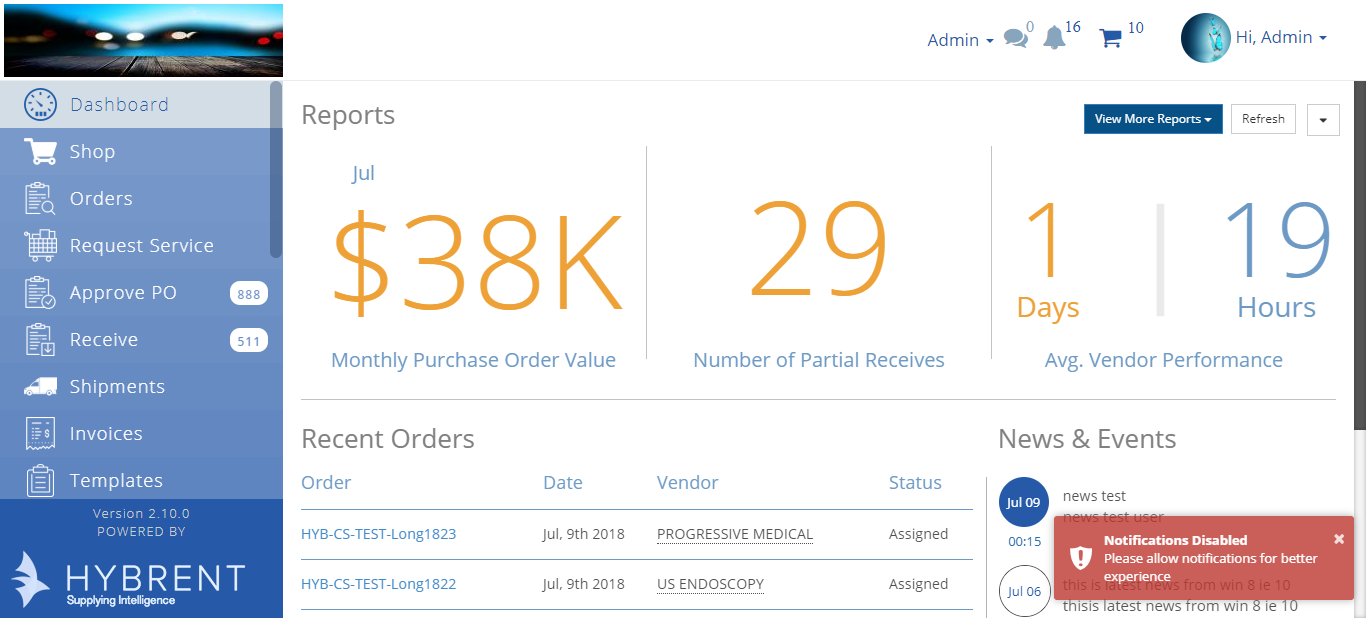 Admin
0
16
10
Hi, Admin
Dashboard
Shop
Orders
Request Service
Approve PO 888
Receive 511
Shipments
Invoices
Templates
Version 2.10.0
POWERED BY
HYBRENT
Supplying Intelligence
Reports
View More Reports
Refresh
Jul
$38K
Monthly Purchase Order Value
29
Number of Partial Receives
1 19
Days Hours
Avg. Vendor Performance
Recent Orders
Order Date Vendor Status
HYB-CS-TEST-Long1823 Jul, 9th 2018 PROGRESSIVE MEDICAL Assigned
HYB-CS-TEST-Long1822 Jul, 9th 2018 US ENDOSCOPY Assigned
News & Events
Jul 09
00:15
news test
news test user
Jul 06
this is latest news from win 8 ie 10
thisis latest news from win 8 ie 10
Notifications Disabled
Please allow notifications for better
experience
×